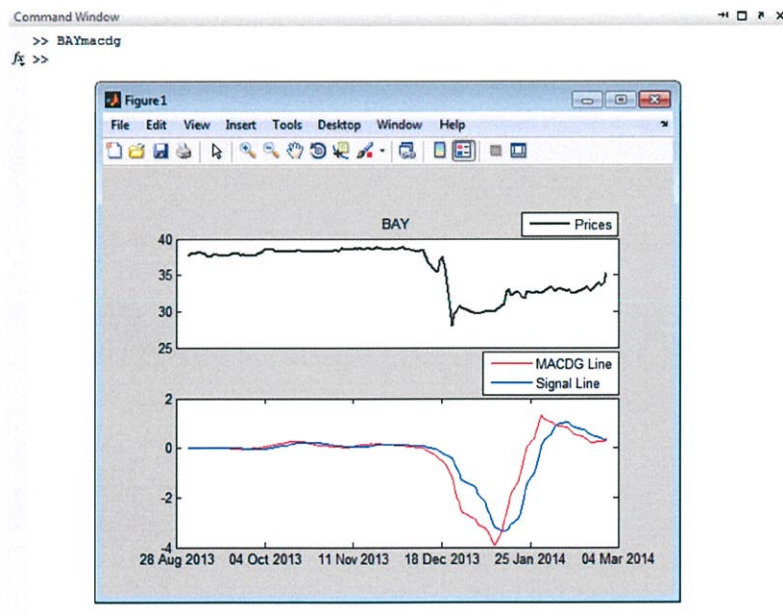 Command Window
>> BAYmacdg
fx >>
Figure 1
File Edit View Insert Tools Desktop Window Help
BAY
Prices
40
35
30
25
MACDG Line
Signal Line
2
0
-2
-4
28 Aug 2013 04 Oct 2013 11 Nov 2013 18 Dec 2013 25 Jan 2014 04 Mar 2014